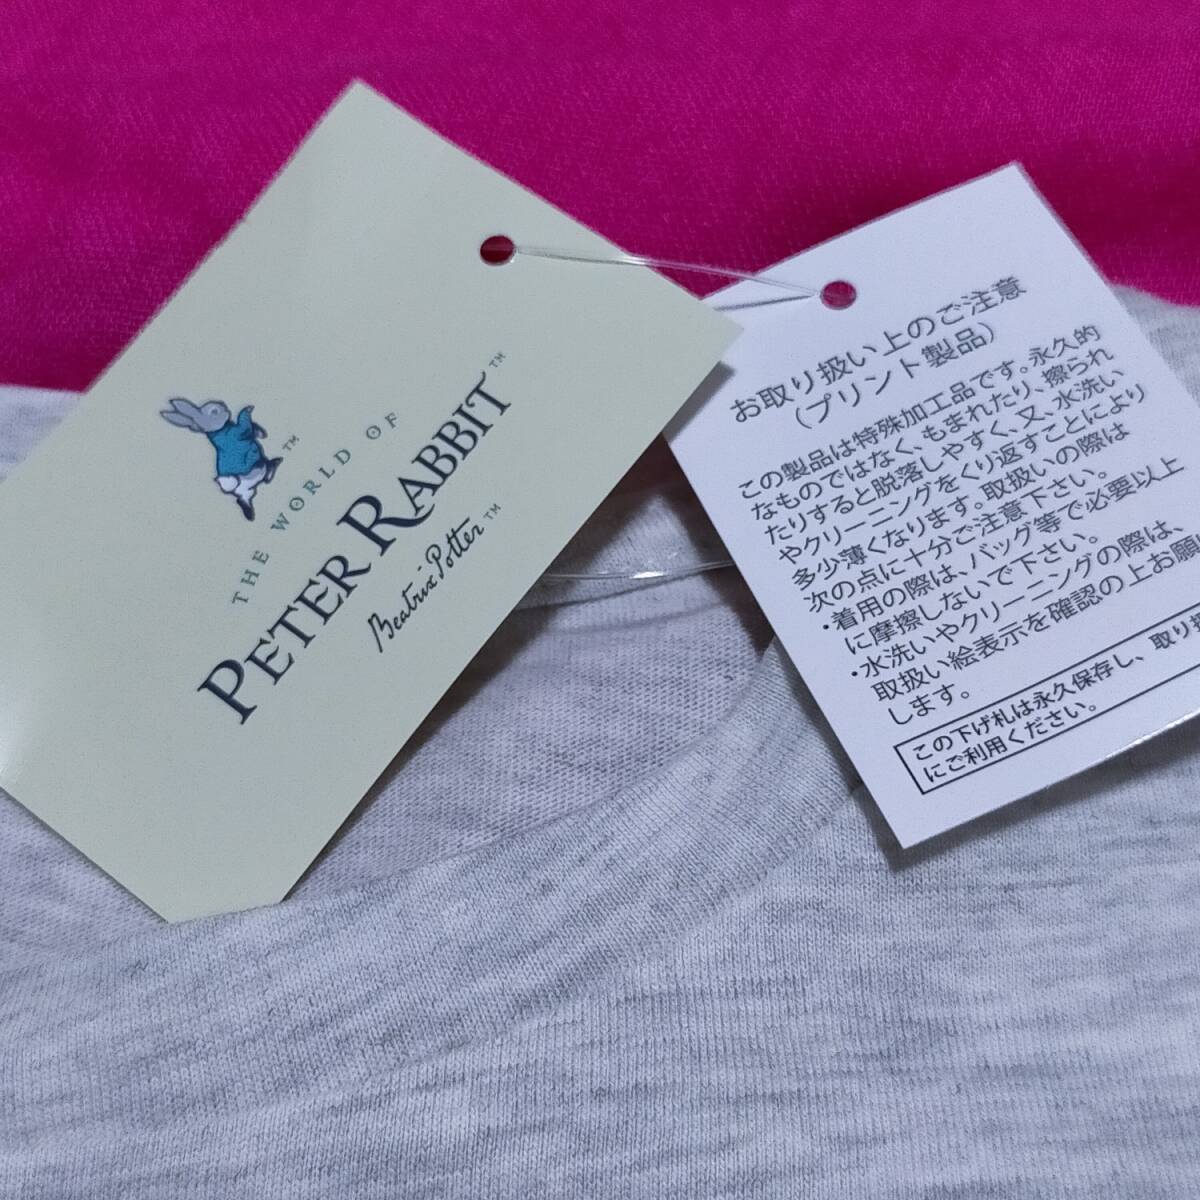 ™
THE WORLD OF
PETER RABBIT™
Beatrix Potter™
お取り扱い上のご注意
(プリント製品)
この製品は特殊加工品です。永久的
なものではなく、もまれたり、擦られ
たりすると脱落しやすく、又、水洗い
やクリーニングをくり返すことにより
多少薄くなります。取扱いの際は
次の点に十分ご注意下さい。
・着用の際は、バッグ等で必要以上
に摩擦しないで下さい。
・水洗いやクリーニングの際は、
取扱い絵表示を確認の上お願い
します。
この下げ札は永久保存し、取り扱
にご利用ください。